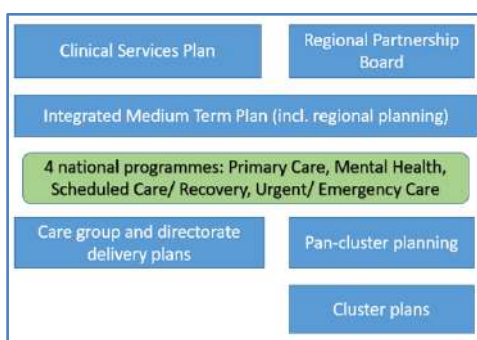 Clinical Services Plan
Regional Partnership
Board
Integrated Medium Term Plan (incl. regional planning)
4 national programmes: Primary Care, Mental Health,
Scheduled Care/ Recovery, Urgent/ Emergency Care
Care group and directorate
delivery plans
Pan-cluster planning
Cluster plans